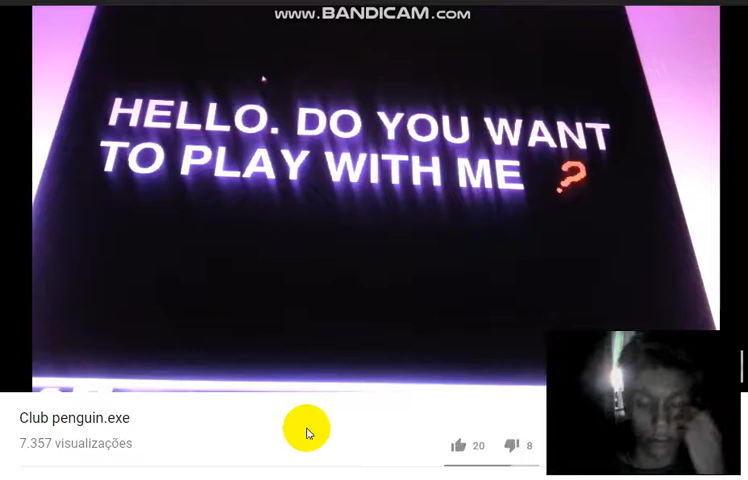 WWW.BANDICAM.COM
HELLO. DO YOU WANT
TO PLAY WITH ME ?
Club penguin.exe
7.357 visualizações
20
8